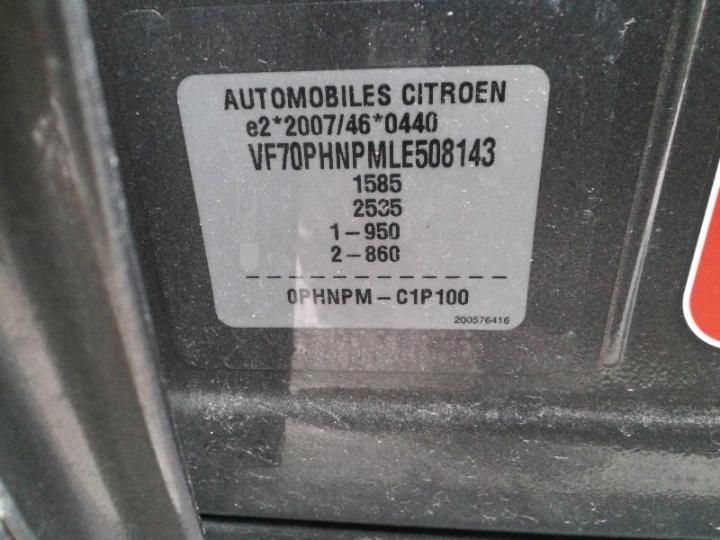 AUTOMOBILES CITROEN
e2*2007/46*0440
VF70PHNPMLE508143
1585
2535
1-950
2-860
0PHNPM-C1P100
200576416